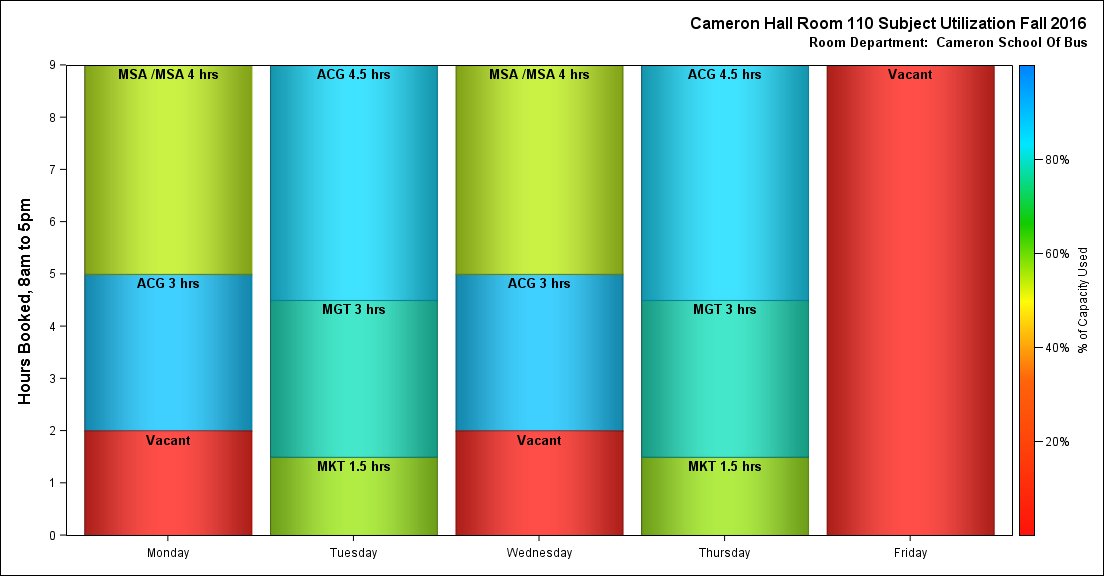 Cameron Hall Room 110 Subject Utilization Fall 2016
Room Department:  Cameron School Of Bus
Hours Booked, 8am to 5pm
9
8
7
6
5
4
3
2
1
0
MSA /MSA 4 hrs
ACG 3 hrs
Vacant
ACG 4.5 hrs
MGT 3 hrs
MKT 1.5 hrs
MSA /MSA 4 hrs
ACG 3 hrs
Vacant
ACG 4.5 hrs
MGT 3 hrs
MKT 1.5 hrs
Vacant
Monday
Tuesday
Wednesday
Thursday
Friday
80%
60%
40%
20%
% of Capacity Used